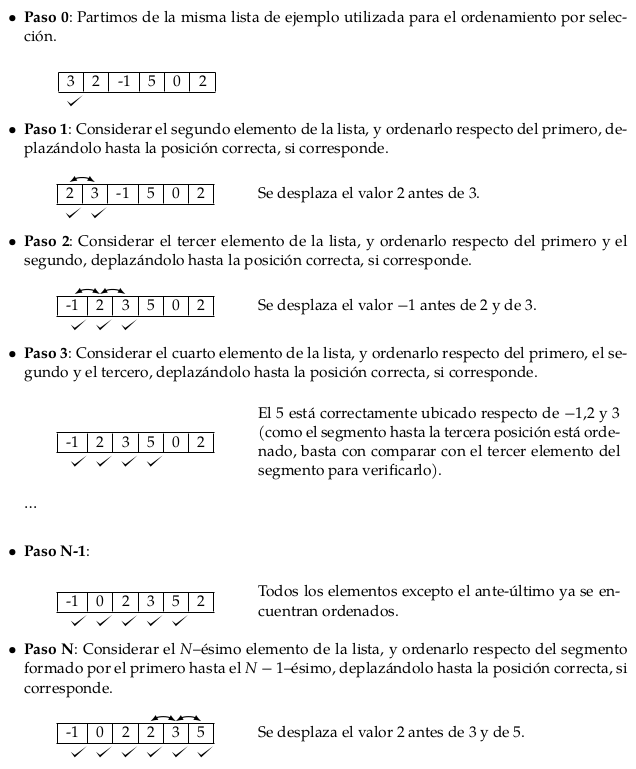 • Paso 0: Partimos de la misma lista de ejemplo utilizada para el ordenamiento por selec-
ción.
3 2 -1 5 0 2
✓
• Paso 1: Considerar el segundo elemento de la lista, y ordenarlo respecto del primero, de-
plazándolo hasta la posición correcta, si corresponde.
2 3 -1 5 0 2 Se desplaza el valor 2 antes de 3.
✓ ✓
• Paso 2: Considerar el tercer elemento de la lista, y ordenarlo respecto del primero y el
segundo, deplazándolo hasta la posición correcta, si corresponde.
-1 2 3 5 0 2 Se desplaza el valor −1 antes de 2 y de 3.
✓ ✓ ✓
• Paso 3: Considerar el cuarto elemento de la lista, y ordenarlo respecto del primero, el se-
gundo y el tercero, deplazándolo hasta la posición correcta, si corresponde.
-1 2 3 5 0 2
✓ ✓ ✓ ✓
El 5 está correctamente ubicado respecto de −1,2 y 3
(como el segmento hasta la tercera posición está orde-
nado, basta con comparar con el tercer elemento del
segmento para verificarlo).
...
• Paso N-1:
-1 0 2 3 5 2
✓ ✓ ✓ ✓ ✓
Todos los elementos excepto el ante-último ya se en-
cuentran ordenados.
• Paso N: Considerar el N–ésimo elemento de la lista, y ordenarlo respecto del segmento
formado por el primero hasta el N − 1–ésimo, deplazándolo hasta la posición correcta, si
corresponde.
-1 0 2 2 3 5 Se desplaza el valor 2 antes de 3 y de 5.
✓ ✓ ✓ ✓ ✓ ✓